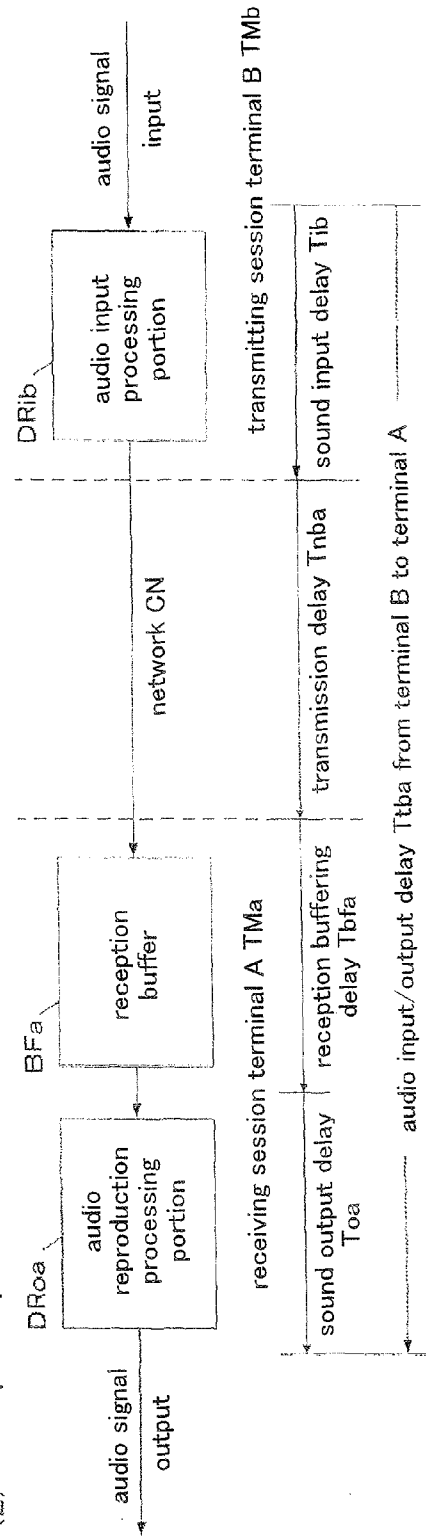 DRoa
BFa
DRib
audio signal
output
audio
reproduction
processing
portion
reception
buffer
network CN
audio input
processing
portion
audio signal
input
receiving session terminal A TMa
transmitting session terminal B TMb
sound output delay
Toa
reception buffering
delay Tbfa
transmission delay Tnba
sound input delay Tib
audio input/output delay Ttba from terminal B to terminal A